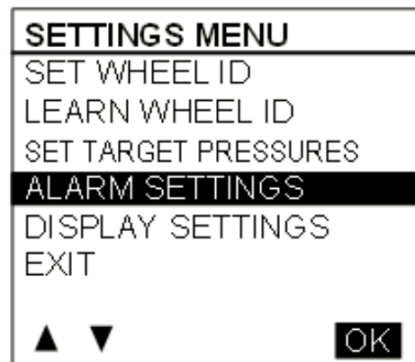 SETTINGS MENU
SET WHEEL ID
LEARN WHEEL ID
SET TARGET PRESSURES
ALARM SETTINGS
DISPLAY SETTINGS
EXIT
▲ ▼ OK